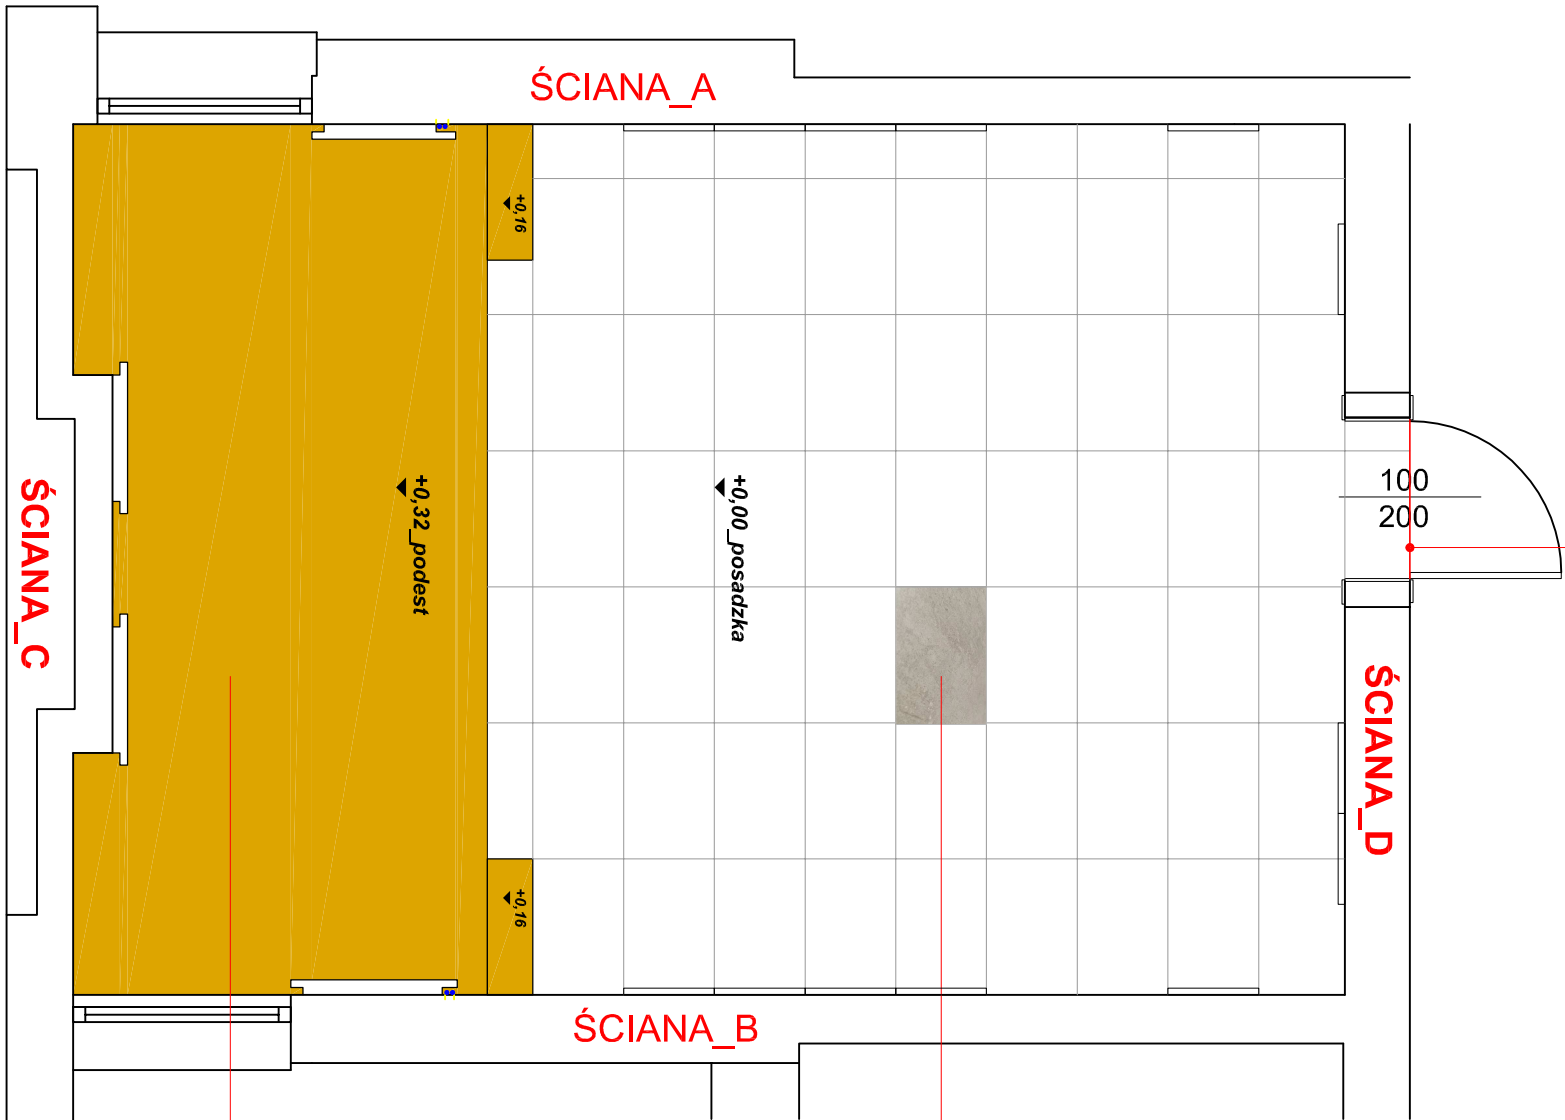 ŚCIANA_A
+0,16
ŚCIANA_C
+0,32_podest
+0,00_posadzka
100
200
ŚCIANA_D
+0,16
ŚCIANA_B